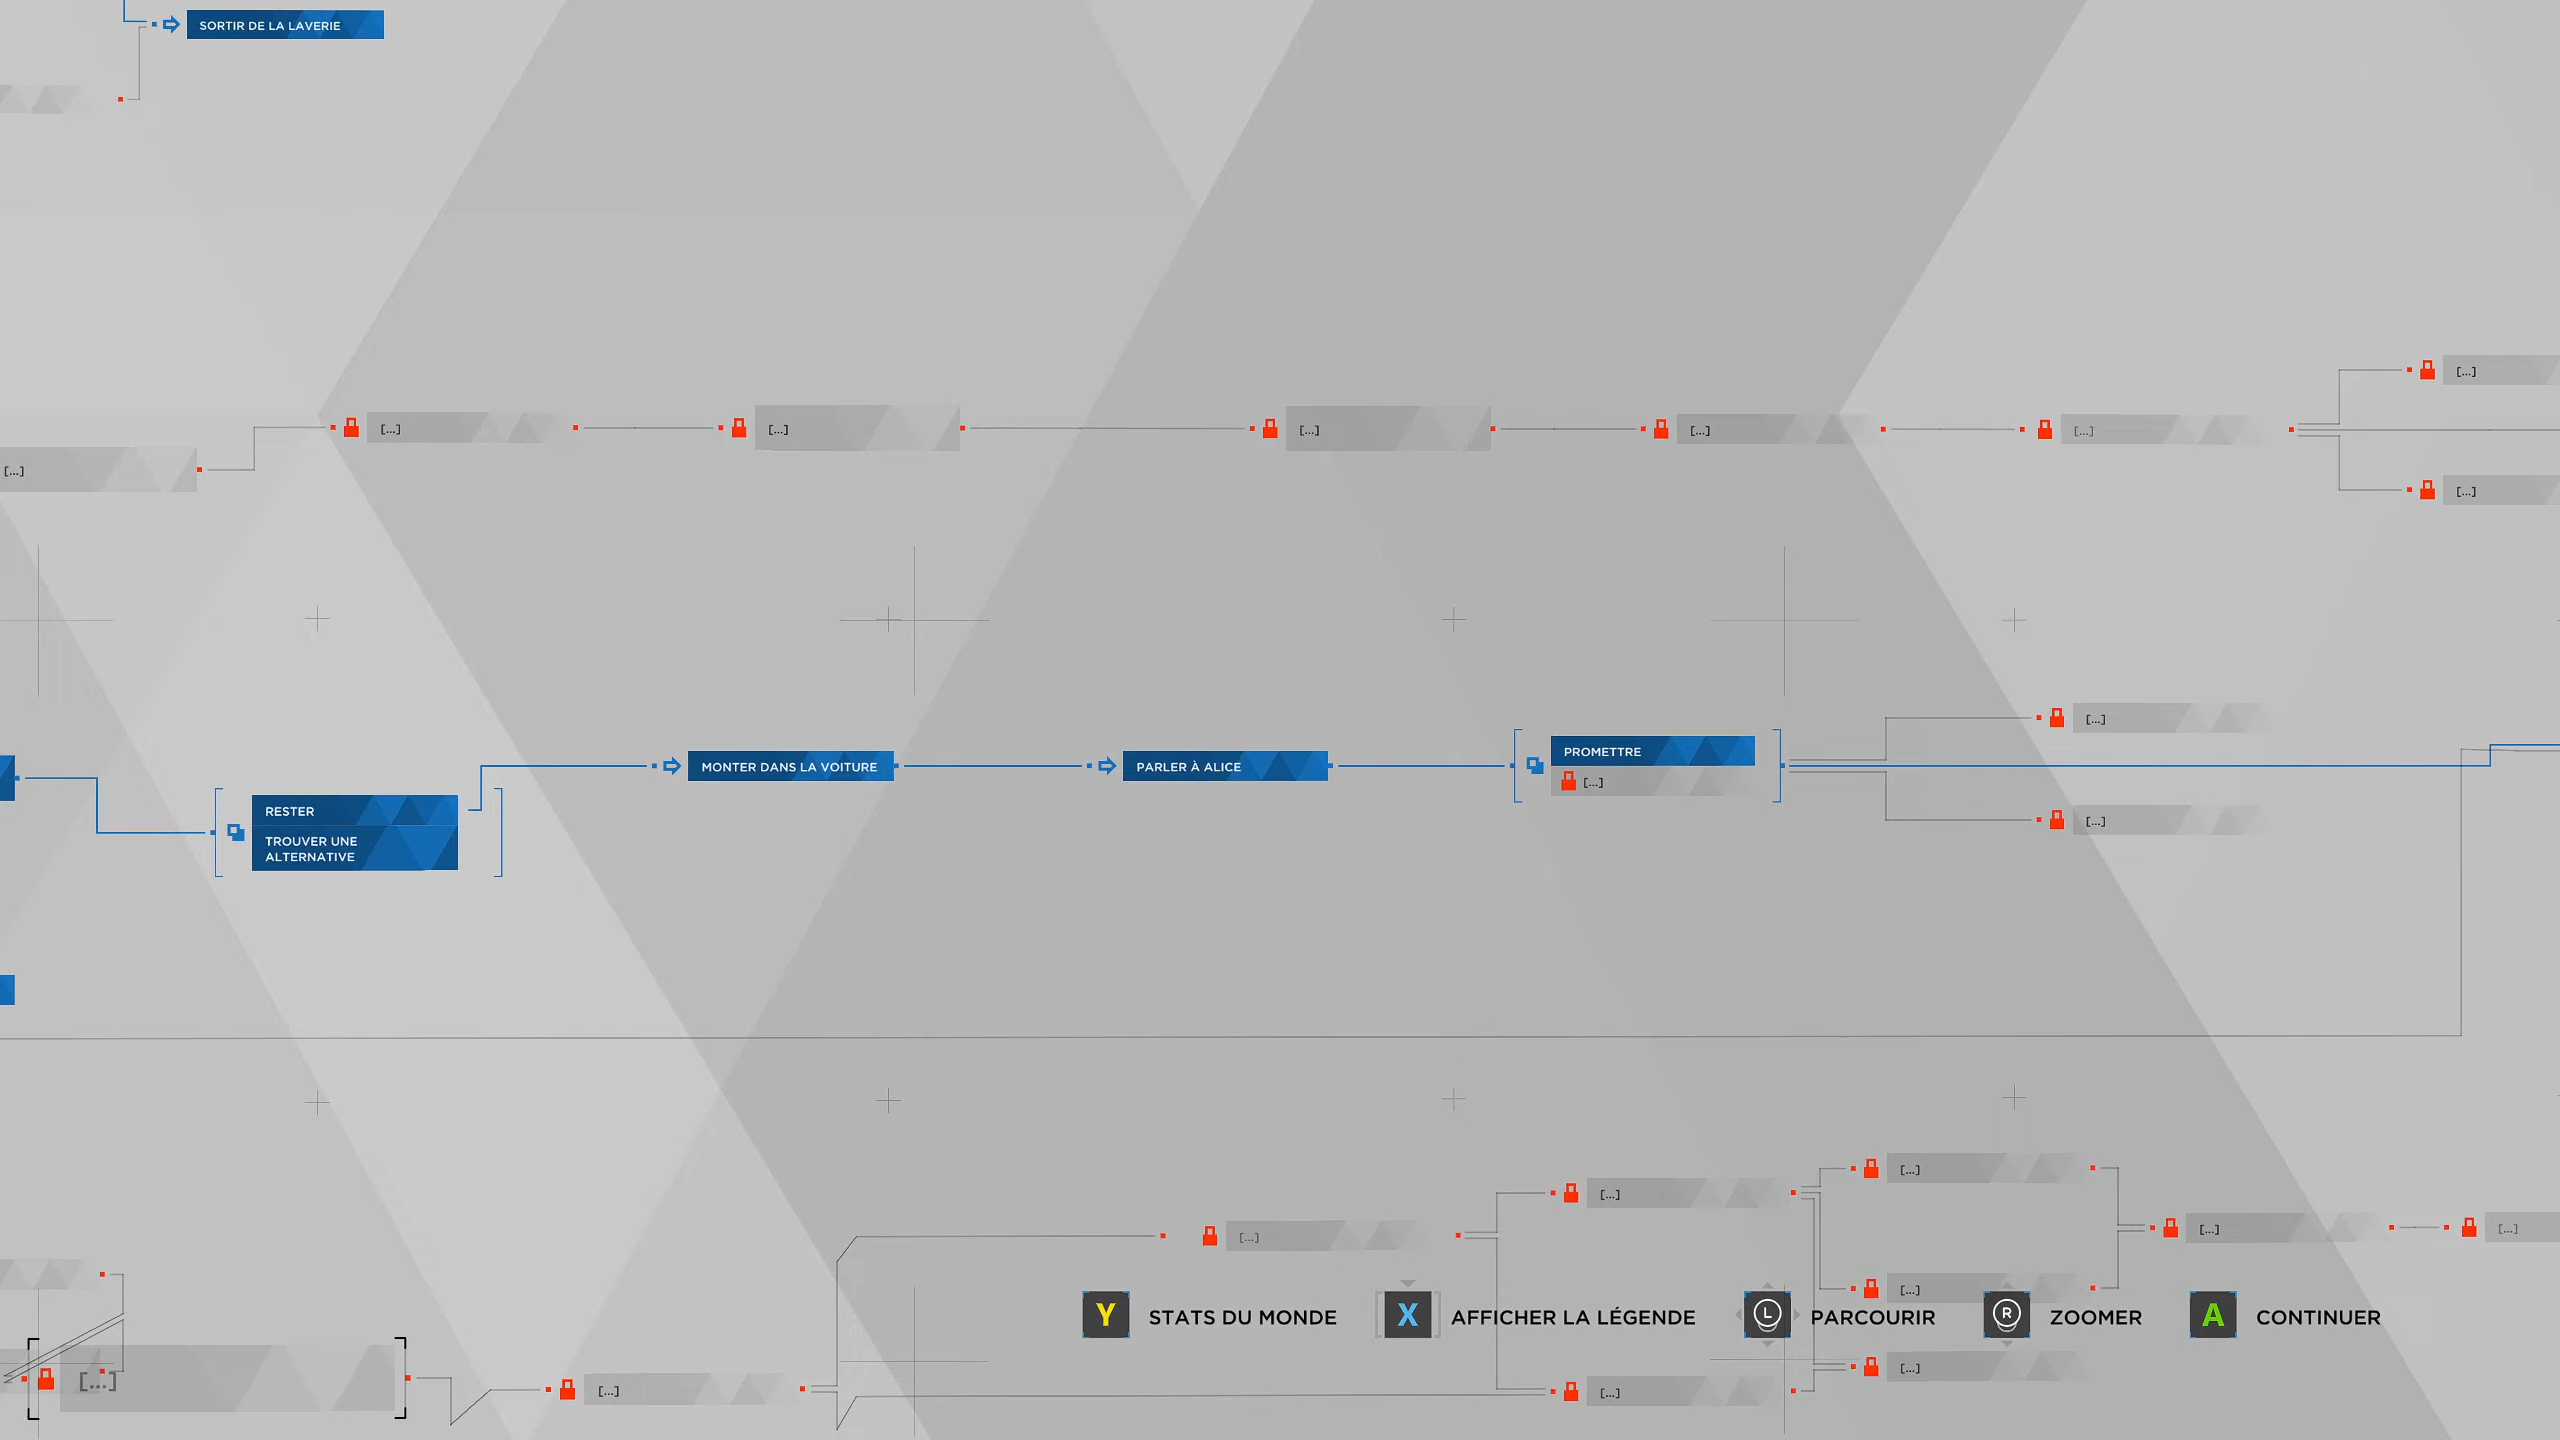 SORTIR DE LA LAVERIE
[...]
[...]
[...]
[...]
[...]
[...]
[...]
[...]
[...]
PROMETTRE
[...]
MONTER DANS LA VOITURE
PARLER À ALICE
RESTER
TROUVER UNE
ALTERNATIVE
[...]
[...]
[...]
[...]
[...]
[...]
[...]
[...]
Y STATS DU MONDE
X AFFICHER LA LÉGENDE
L PARCOURIR
R ZOOMER
A CONTINUER
[...]
[...]
[...]
[...]